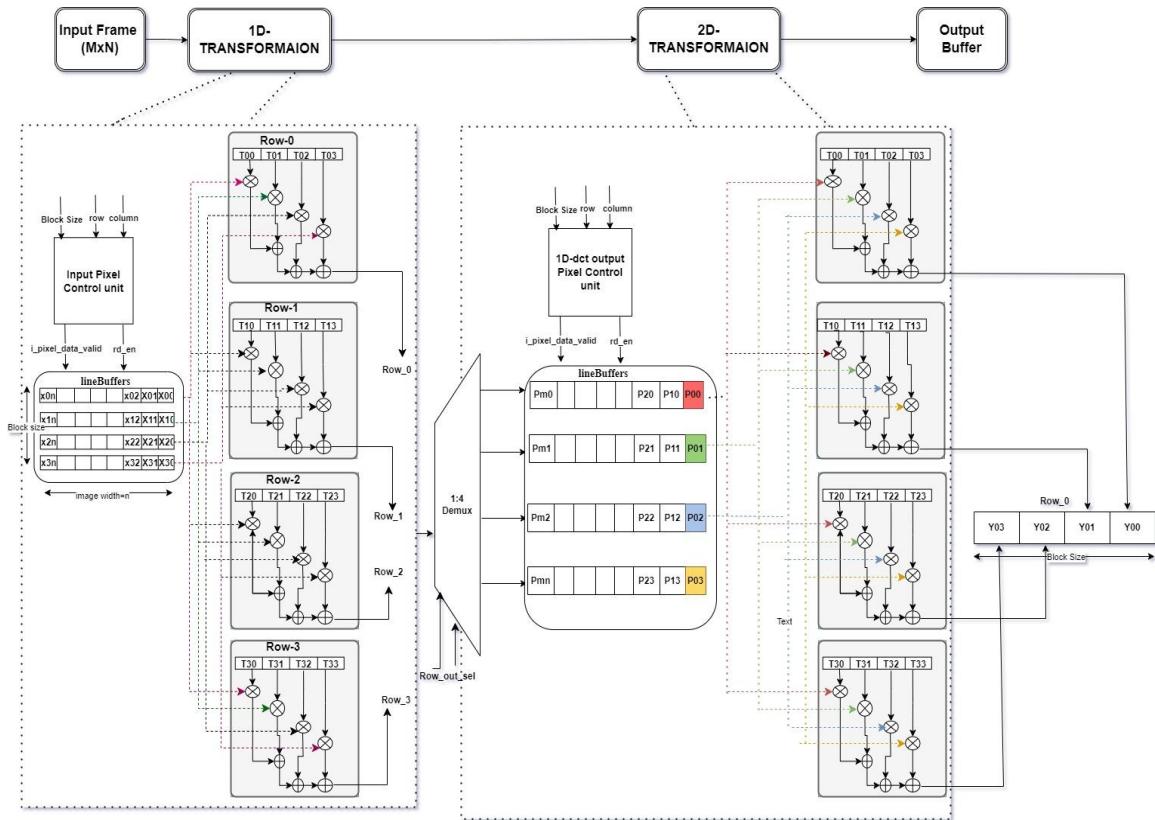 Input Frame
(MxN)
1D-
TRANSFORMAION
2D-
TRANSFORMAION
Output
Buffer
Block Size
row
column
Input Pixel
Control unit
i_pixel_data_valid
rd_en
lineBuffers
x0n x02 X01 X00
x1n x12 X11 X10
x2n x22 X21 X20
x3n x32 X31 X30
Block size
image width=n
Row-0
T00 T01 T02 T03
Row-1
T10 T11 T12 T13
Row-2
T20 T21 T22 T23
Row-3
T30 T31 T32 T33
Row_0
Row_1
Row_2
Row_3
1:4
Demux
Row_out_sel
Block Size
row
column
1D-dct output
Pixel Control
unit
i_pixel_data_valid
rd_en
lineBuffers
Pm0 P20 P10 P00
Pm1 P21 P11 P01
Pm2 P22 P12 P02
Pmn P23 P13 P03
Text
T00 T01 T02 T03
T10 T11 T12 T13
T20 T21 T22 T23
T30 T31 T32 T33
Row_0
Y03 Y02 Y01 Y00
Block Size